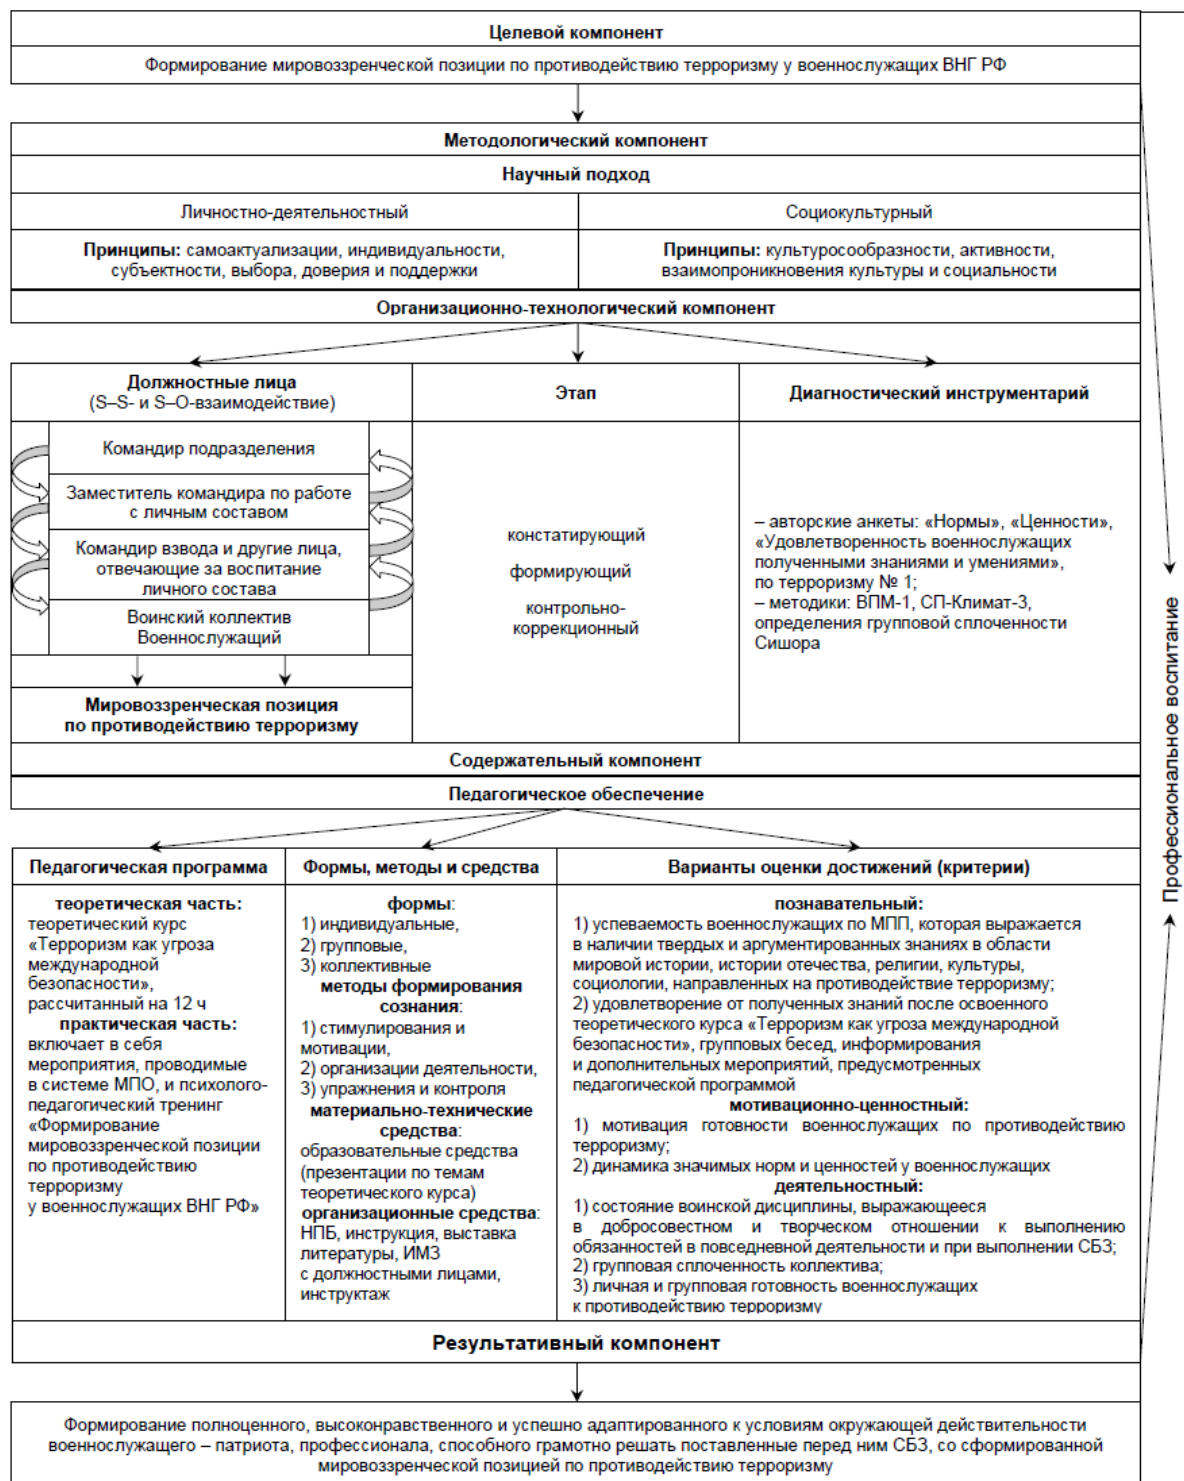 Целевой компонент
Формирование мировоззренческой позиции по противодействию терроризму у военнослужащих ВНГ РФ
Методологический компонент
Научный подход
Личностно-деятельностный
Социокультурный
Принципы: самоактуализации, индивидуальности,
субъектности, выбора, доверия и поддержки
Принципы: культуросообразности, активности,
взаимопроникновения культуры и социальности
Организационно-технологический компонент
Должностные лица
(S–S- и S–O-взаимодействие)
Командир подразделения
Заместитель командира по работе
с личным составом
Командир взвода и другие лица,
отвечающие за воспитание
личного состава
Воинский коллектив
Военнослужащий
Мировоззренческая позиция
по противодействию терроризму
Этап
констатирующий
формирующий
контрольно-
коррекционный
Диагностический инструментарий
– авторские анкеты: «Нормы», «Ценности»,
«Удовлетворенность военнослужащих
полученными знаниями и умениями»,
по терроризму № 1;
– методики: ВПМ-1, СП-Климат-3,
определения групповой сплоченности
Сишора
Содержательный компонент
Педагогическое обеспечение
Педагогическая программа
теоретическая часть:
теоретический курс
«Терроризм как угроза
международной
безопасности»,
рассчитанный на 12 ч
практическая часть:
включает в себя
мероприятия, проводимые
в системе МПО, и психолого-
педагогический тренинг
«Формирование
мировоззренческой позиции
по противодействию
терроризму
у военнослужащих ВНГ РФ»
Формы, методы и средства
формы:
1) индивидуальные,
2) групповые,
3) коллективные
методы формирования
сознания:
1) стимулирования и
мотивации,
2) организации деятельности,
3) упражнения и контроля
материально-технические
средства:
образовательные средства
(презентации по темам
теоретического курса)
организационные средства:
НПБ, инструкция, выставка
литературы, ИМЗ
с должностными лицами,
инструктаж
Варианты оценки достижений (критерии)
познавательный:
1) успеваемость военнослужащих по МПП, которая выражается
в наличии твердых и аргументированных знаниях в области
мировой истории, истории отечества, религии, культуры,
социологии, направленных на противодействие терроризму;
2) удовлетворение от полученных знаний после освоенного
теоретического курса «Терроризм как угроза международной
безопасности», групповых бесед, информирования
и дополнительных мероприятий, предусмотренных
педагогической программой
мотивационно-ценностный:
1) мотивация готовности военнослужащих по противодействию
терроризму;
2) динамика значимых норм и ценностей у военнослужащих
деятельностный:
1) состояние воинской дисциплины, выражающееся
в добросовестном и творческом отношении к выполнению
обязанностей в повседневной деятельности и при выполнении СБЗ;
2) групповая сплоченность коллектива;
3) личная и групповая готовность военнослужащих
к противодействию терроризму
Результативный компонент
Формирование полноценного, высоконравственного и успешно адаптированного к условиям окружающей действительности
военнослужащего – патриота, профессионала, способного грамотно решать поставленные перед ним СБЗ, со сформированной
мировоззренческой позицией по противодействию терроризму
Профессиональное воспитание